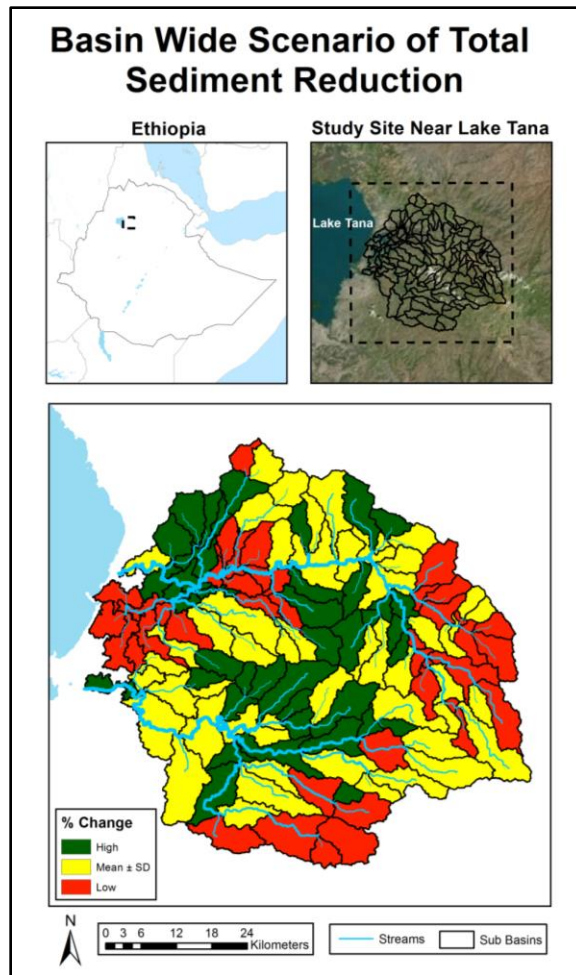 Basin Wide Scenario of Total
Sediment Reduction
Ethiopia
Study Site Near Lake Tana
Lake Tana
% Change
High
Mean ± SD
Low
N
0 3 6 12 18 24
Kilometers
Streams
Sub Basins